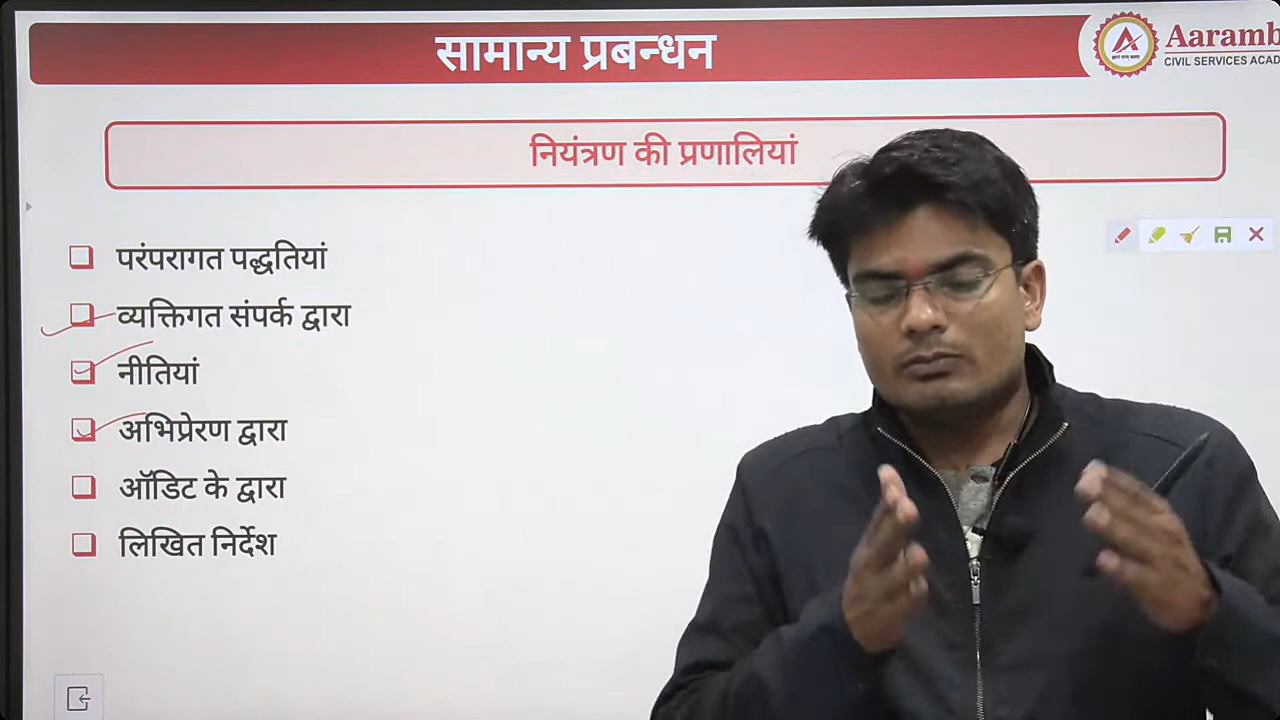 सामान्य प्रबन्धन
Aaramb
CIVIL SERVICES ACAD
नियंत्रण की प्रणालियां
परंपरागत पद्धतियां
व्यक्तिगत संपर्क द्वारा
नीतियां
अभिप्रेरण द्वारा
ऑडिट के द्वारा
लिखित निर्देश